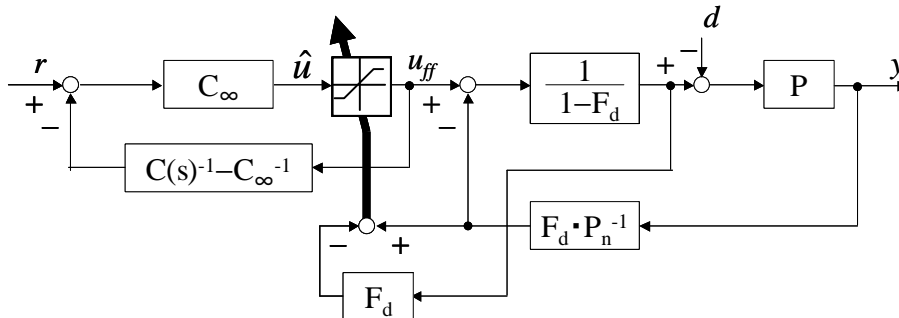 r
+
−
C∞
û
u_ff
+
−
1
1−F_d
+
−
d
P
y
C(s)⁻¹−C∞⁻¹
−
+
F_d·P_n⁻¹
F_d